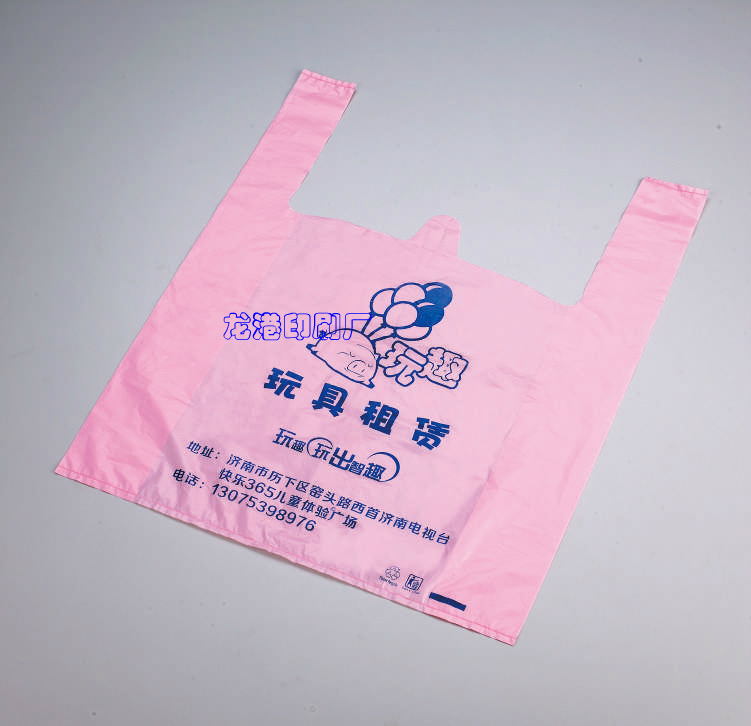 龙港印刷厂
玩趣
玩具租赁
玩趣 玩出智趣
地址：济南市历下区窑头路西首济南电视台
快乐365儿童体验广场
电话：13075398976